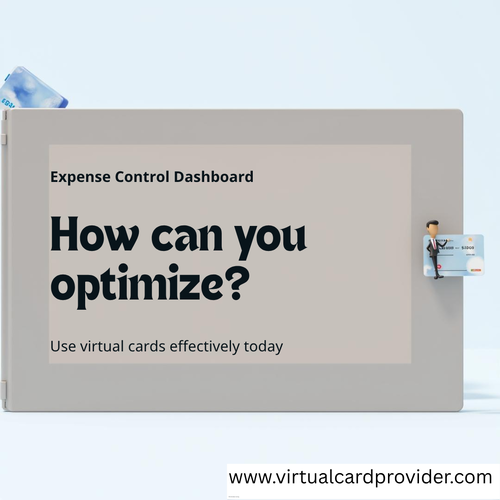 Expense Control Dashboard
How can you
optimize?
Use virtual cards effectively today
www.virtualcardprovider.com